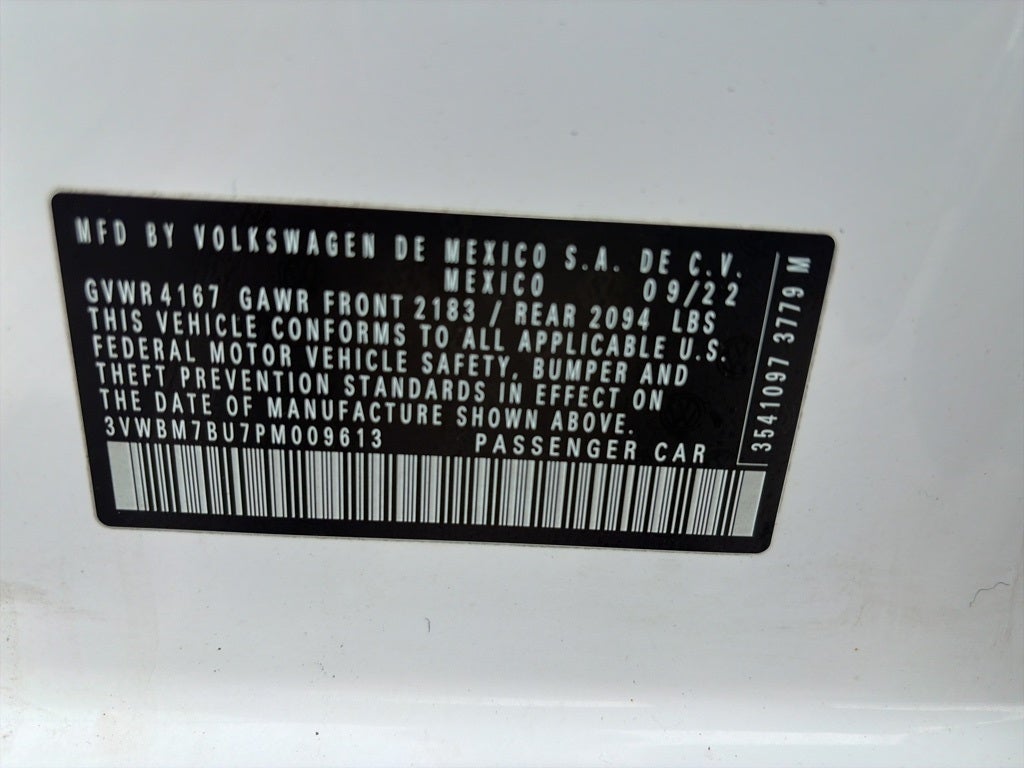 MFD BY VOLKSWAGEN DE MEXICO S.A. DE C.V.
MEXICO 09/22
GVWR 4167 GAWR FRONT 2183 / REAR 2094 LBS
THIS VEHICLE CONFORMS TO ALL APPLICABLE U.S.
FEDERAL MOTOR VEHICLE SAFETY, BUMPER AND
THEFT PREVENTION STANDARDS IN EFFECT ON
THE DATE OF MANUFACTURE SHOWN ABOVE.
3VWBM7BU7PM009613 PASSENGER CAR
3541097 3779 M